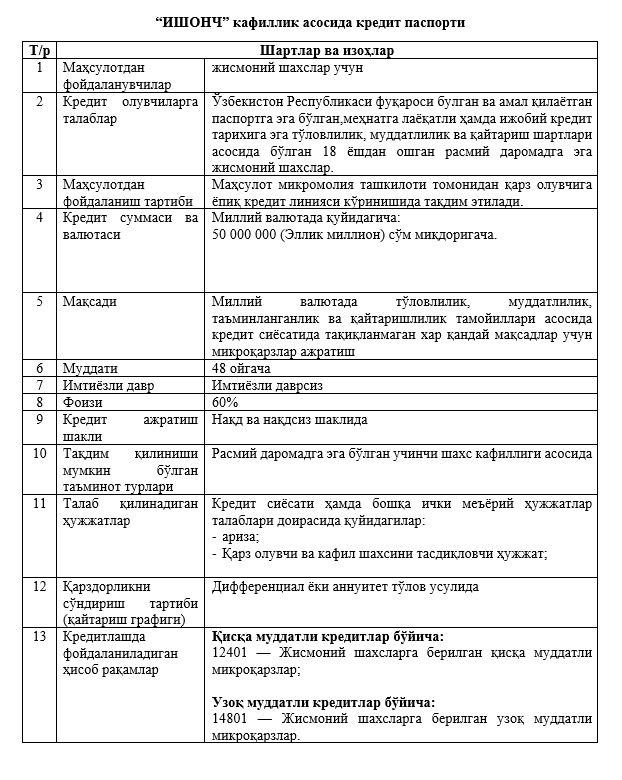 “ИШОНЧ” кафиллик асосида кредит паспорти
Т/р Шартлар ва изоҳлар
1 Маҳсулотдан фойдаланувчилар
жисмоний шахслар учун
2 Кредит олувчиларга талаблар
Ўзбекистон Республикаси фуқароси булган ва амал қилаётган
паспортга эга бўлган,меҳнатга лаёқатли ҳамда ижобий кредит
тарихига эга тўловлилик, муддатлилик ва қайтариш шартлари
асосида бўлган 18 ёшдан ошган расмий даромадга эга
жисмоний шахслар.
3 Маҳсулотдан
фойдаланиш тартиби
Маҳсулот микромолия ташкилоти томонидан қарз олувчига
ёпиқ кредит линияси кўринишида тақдим этилади.
4 Кредит суммаси ва
валютаси
Миллий валютада қуйидагича:
50 000 000 (Эллик миллион) сўм миқдоригача.
5 Мақсади
Миллий валютада тўловлилик, муддатлилик,
таъминланганлик ва қайтаришлилик тамойиллари асосида
кредит сиёсатида тақиқланмаган хар қандай мақсадлар учун
микроқарзлар ажратиш
6 Муддати 48 ойгача
7 Имтиёзли давр Имтиёзли даврсиз
8 Фоизи 60%
9 Кредит ажратиш
шакли
Нақд ва нақдсиз шаклида
10 Тақдим қилиниши
мумкин бўлган
таъминот турлари
Расмий даромадга эга бўлган учинчи шахс кафиллиги асосида
11 Талаб қилинадиган
ҳужжатлар
Кредит сиёсати ҳамда бошқа ички меъёрий ҳужжатлар
талаблари доирасида қуйидагилар:
- ариза;
- Қарз олувчи ва кафил шахсини тасдиқловчи ҳужжат;
12 Қарздорликни
сўндириш тартиби
(қайтариш графиги)
Дифференциал ёки аннуитет тўлов усулида
13 Кредитлашда
фойдаланиладиган
ҳисоб рақамлар
Қисқа муддатли кредитлар бўйича:
12401 — Жисмоний шахсларга берилган қисқа муддатли
микроқарзлар;
Узоқ муддатли кредитлар бўйича:
14801 — Жисмоний шахсларга берилган узоқ муддатли
микроқарзлар.